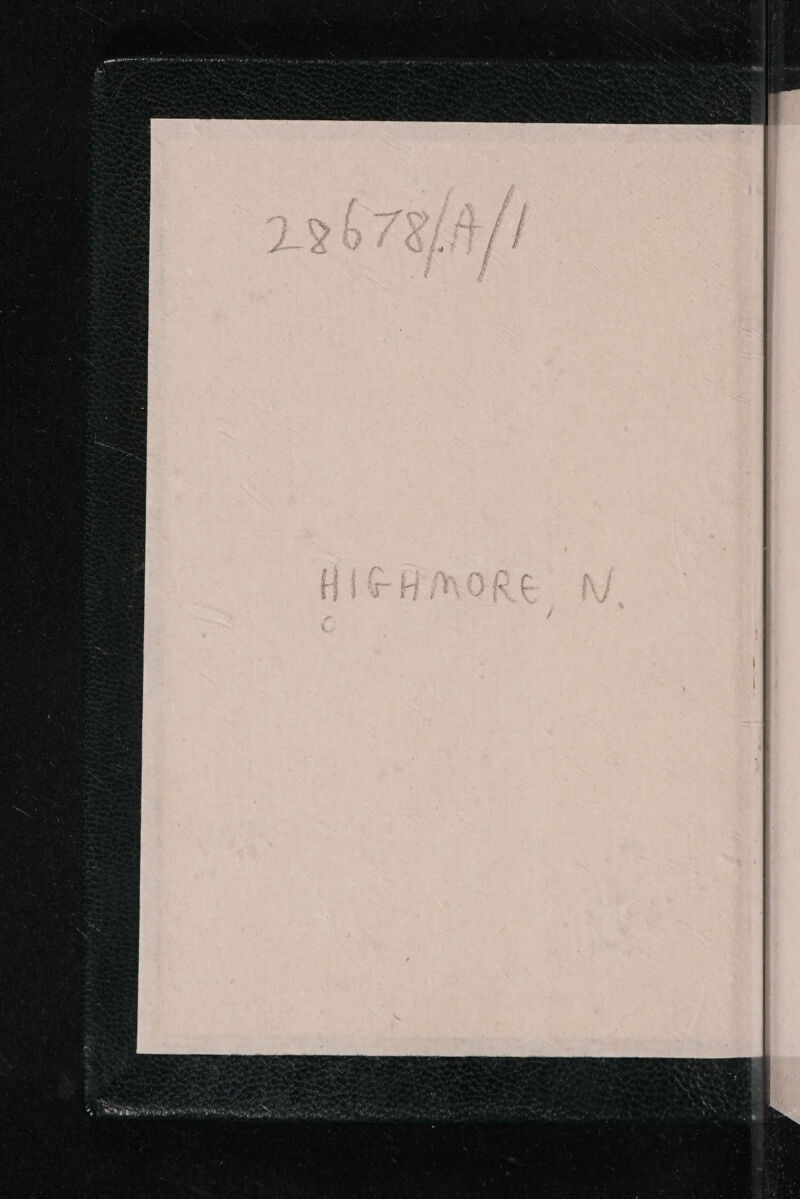 28678/A/1
HIGHMORE, N.
C